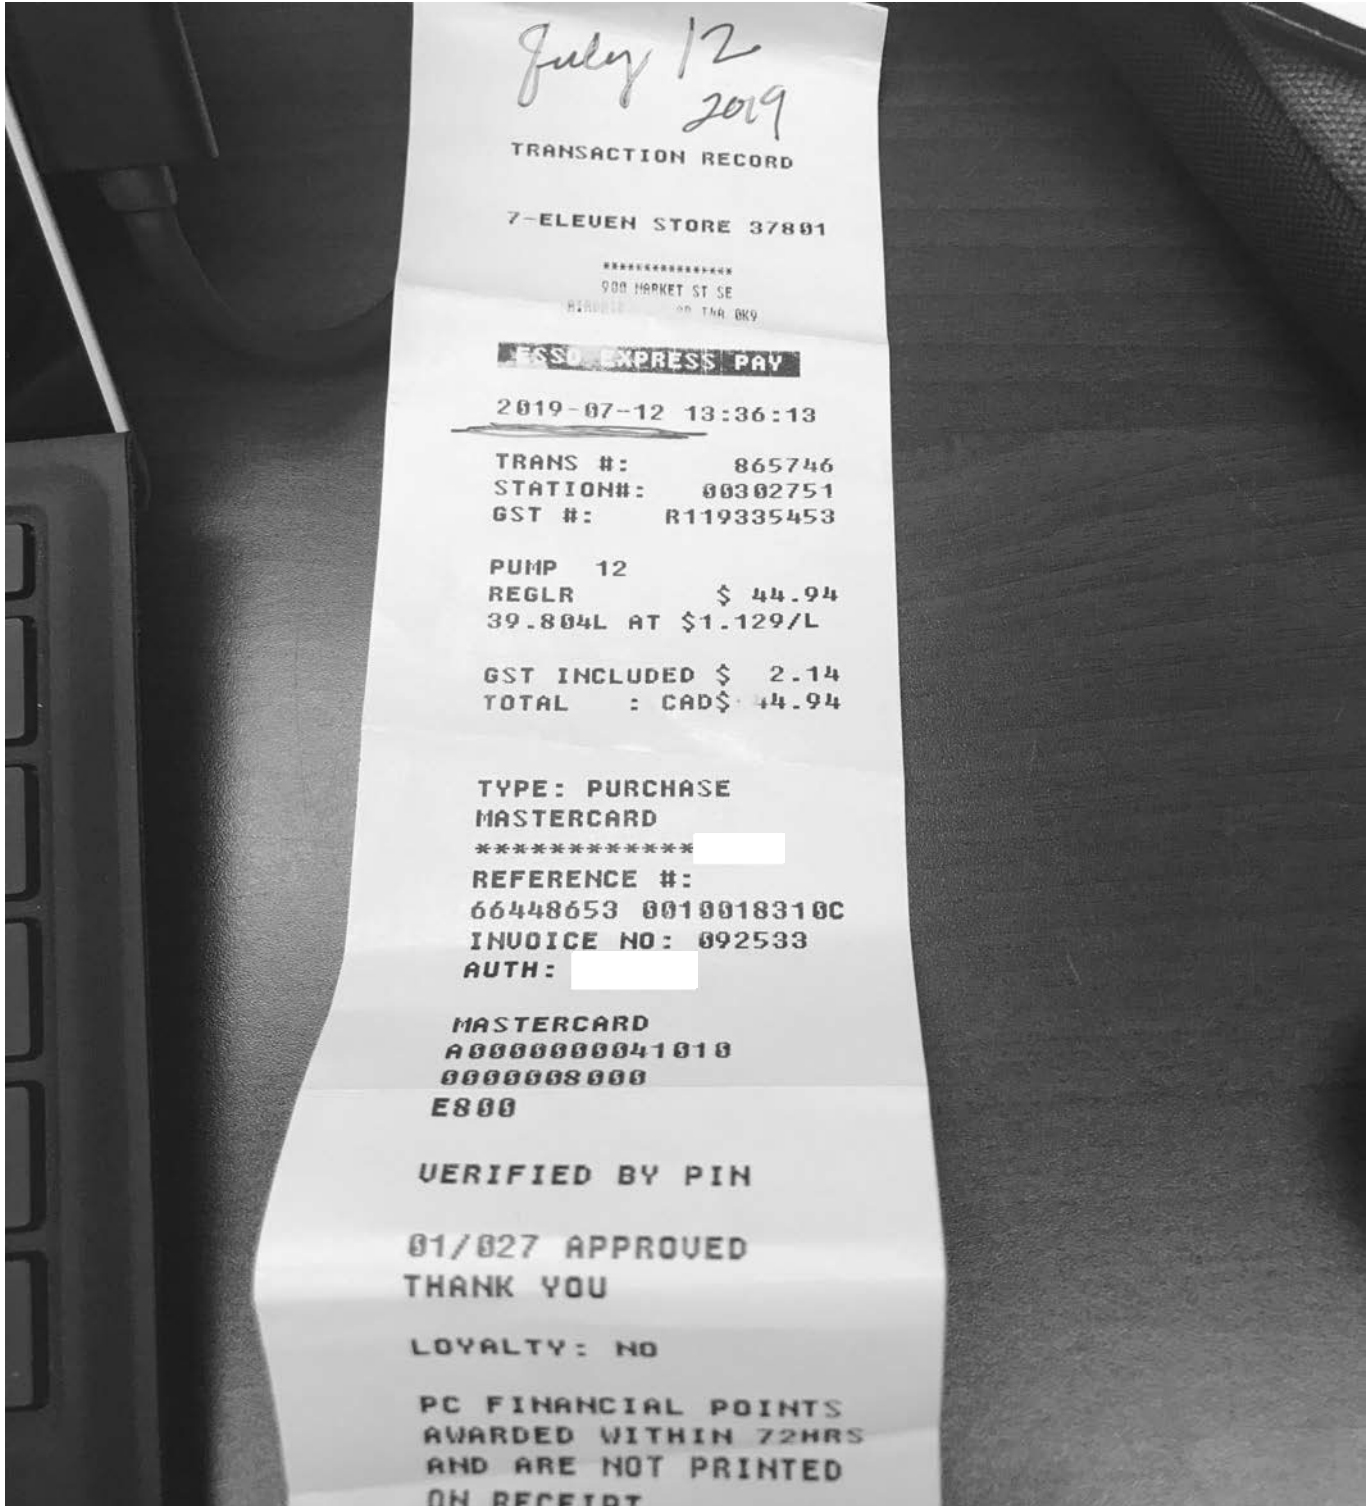 July 12
2019
TRANSACTION RECORD
7-ELEVEN STORE 37801
****************
900 MARKET ST SE
T4A 0K9
ESSO EXPRESS PAY
2019-07-12 13:36:13
TRANS #: 865746
STATION#: 00302751
GST #: R119335453
PUMP 12
REGLR $ 44.94
39.804L AT $1.129/L
GST INCLUDED $ 2.14
TOTAL : CAD$ 44.94
TYPE: PURCHASE
MASTERCARD
************
REFERENCE #:
66448653 0010018310C
INVOICE NO: 092533
AUTH:
MASTERCARD
A0000000041010
0000008000
E800
VERIFIED BY PIN
01/027 APPROVED
THANK YOU
LOYALTY: NO
PC FINANCIAL POINTS
AWARDED WITHIN 72HRS
AND ARE NOT PRINTED
ON RECEIPT